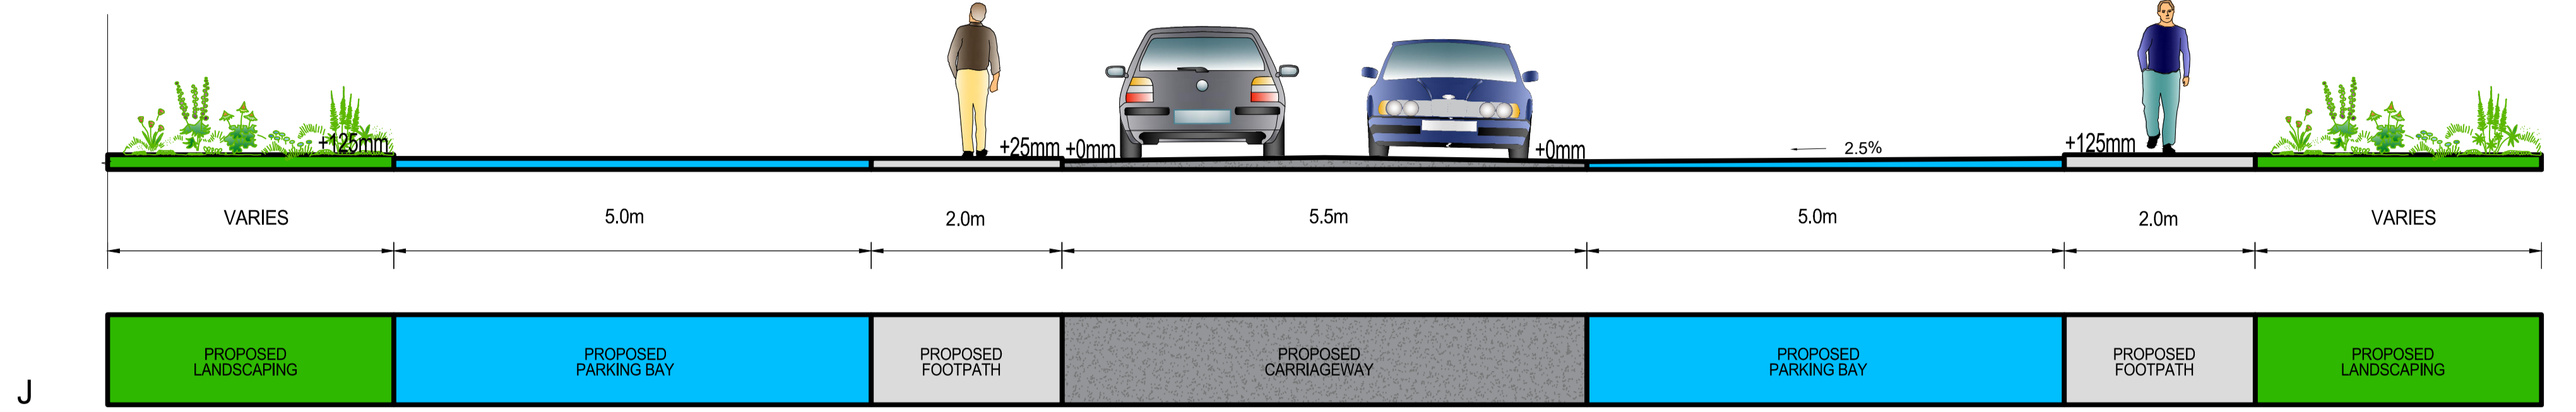 +125mm
+25mm
+0mm
+0mm
2.5%
+125mm
VARIES
5.0m
2.0m
5.5m
5.0m
2.0m
VARIES
PROPOSED
LANDSCAPING
PROPOSED
PARKING BAY
PROPOSED
FOOTPATH
PROPOSED
CARRIAGEWAY
PROPOSED
PARKING BAY
PROPOSED
FOOTPATH
PROPOSED
LANDSCAPING
J